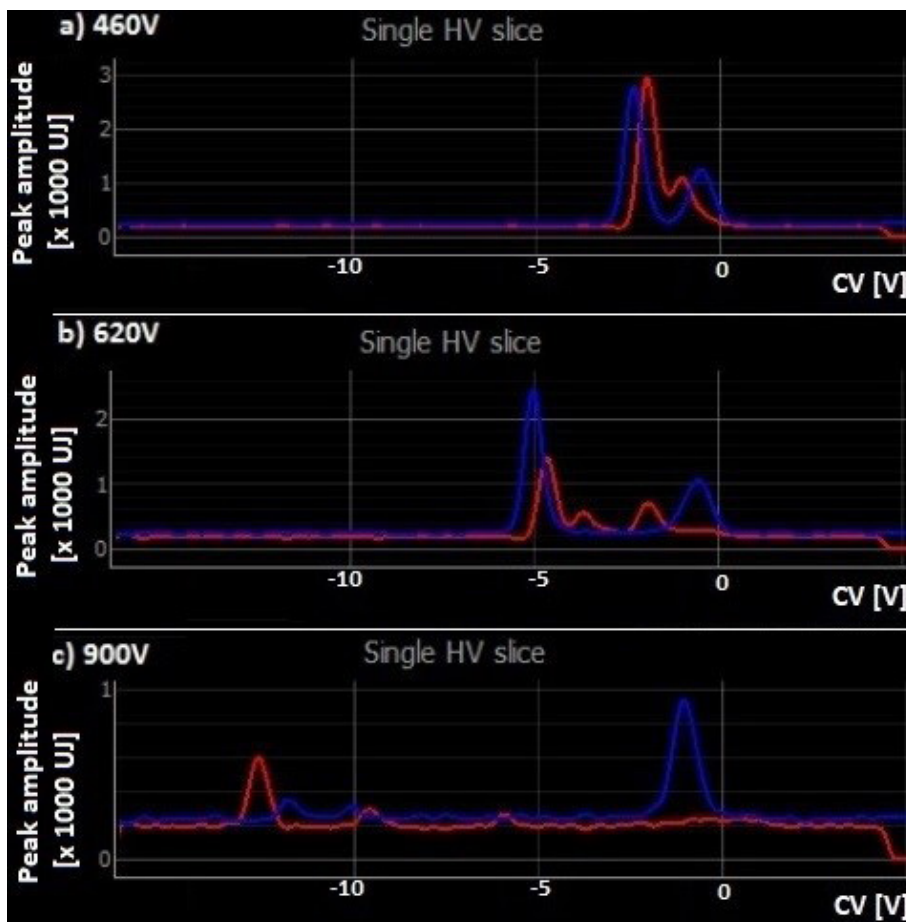 a) 460V
Single HV slice
Peak amplitude
[x 1000 UJ]
3
2
1
0
-10
-5
0
CV [V]
b) 620V
Single HV slice
Peak amplitude
[x 1000 UJ]
2
1
0
-10
-5
0
CV [V]
c) 900V
Single HV slice
Peak amplitude
[x 1000 UJ]
1
0
-10
-5
0
CV [V]